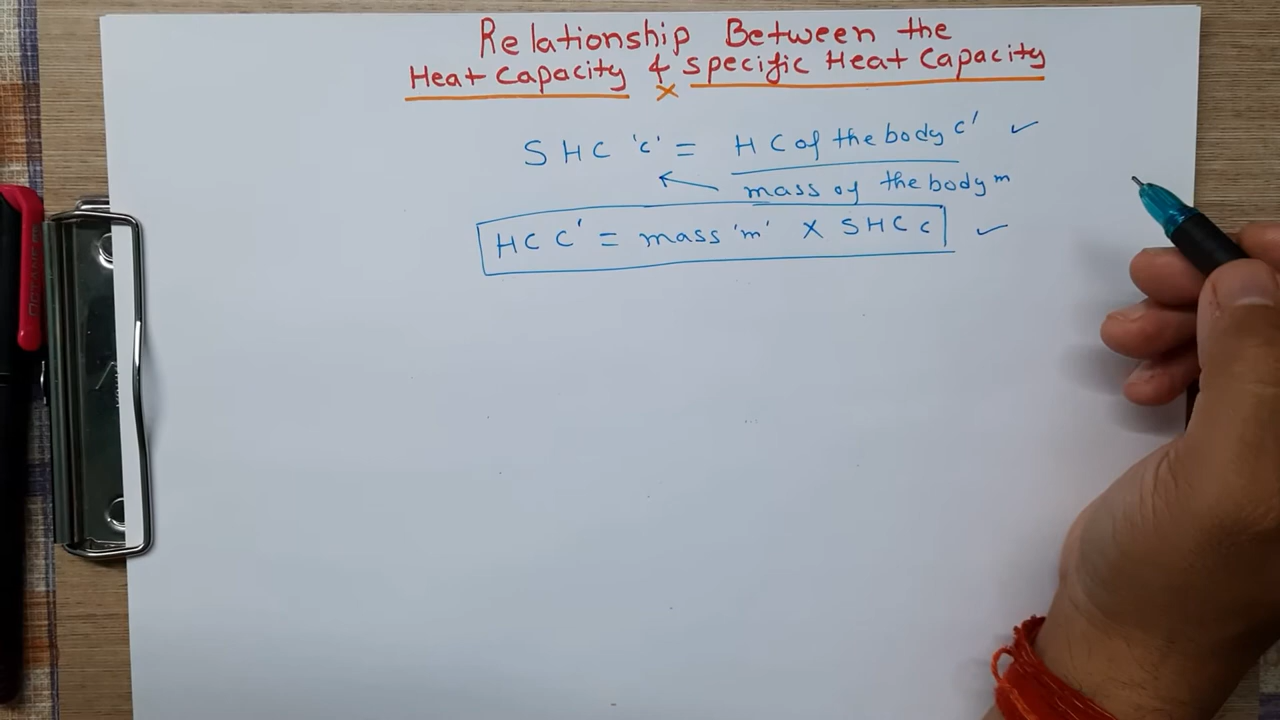 Relationship Between the
Heat Capacity & specific Heat Capacity
x
SHC 'c' = HC of the body c'
mass of the body m
HC C' = mass 'm' X SHC c